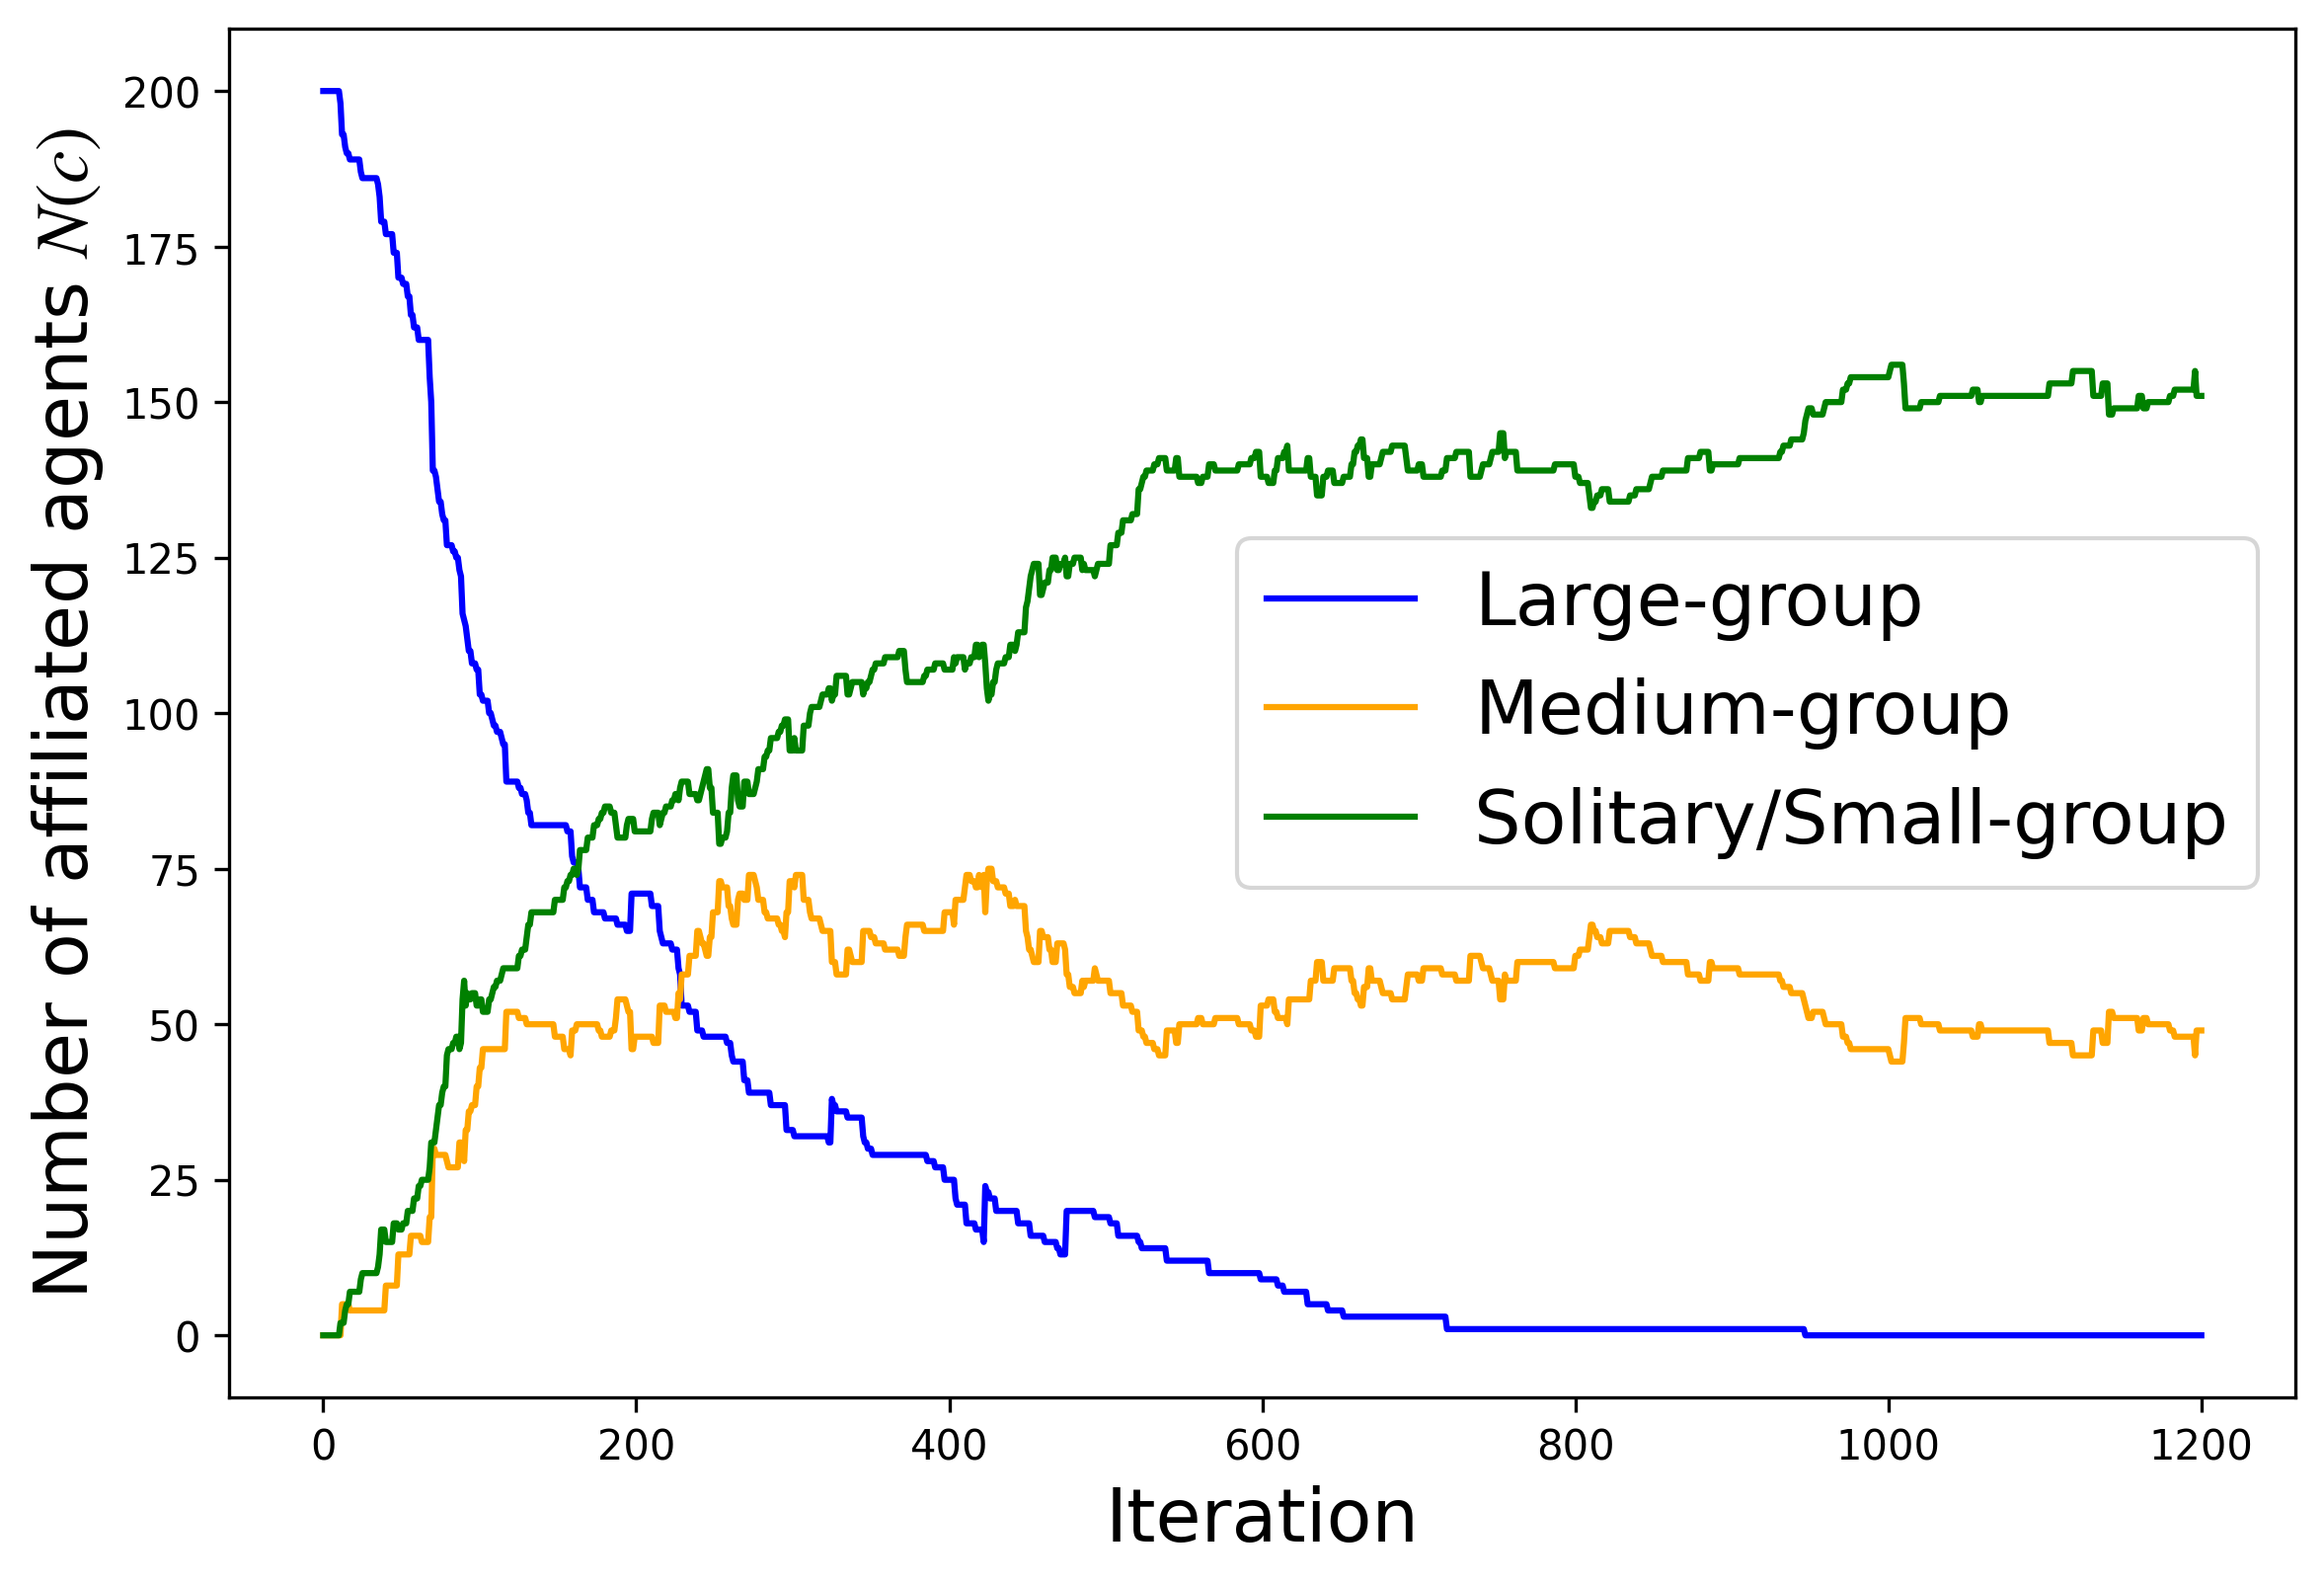 Number of affiliated agents N(c)
200
175
150
125
100
75
50
25
0
0 200 400 600 800 1000 1200
Iteration
Large-group
Medium-group
Solitary/Small-group